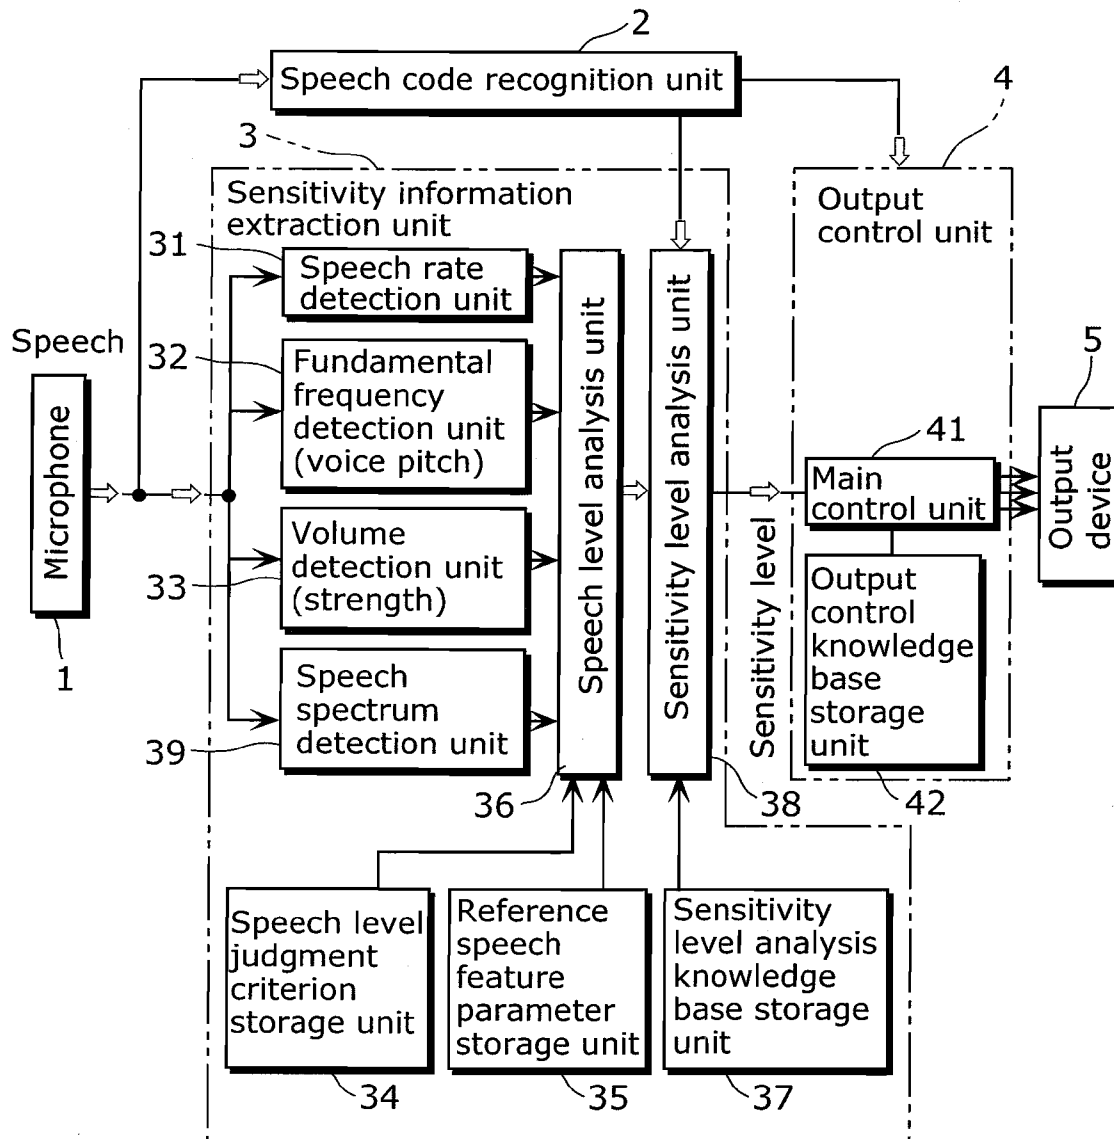 2
Speech code recognition unit
3
4
Sensitivity information
extraction unit
Output
control unit
31
Speech rate
detection unit
Speech
32
Fundamental
frequency
detection unit
(voice pitch)
Microphone
1
33
Volume
detection unit
(strength)
39
Speech
spectrum
detection unit
Speech level analysis unit
36
Sensitivity level analysis unit
38
Sensitivity level
41
Main
control unit
5
Output
device
Output
control
knowledge
base
storage
unit
42
Speech level
judgment
criterion
storage unit
34
Reference
speech
feature
parameter
storage unit
35
Sensitivity
level analysis
knowledge
base storage
unit
37